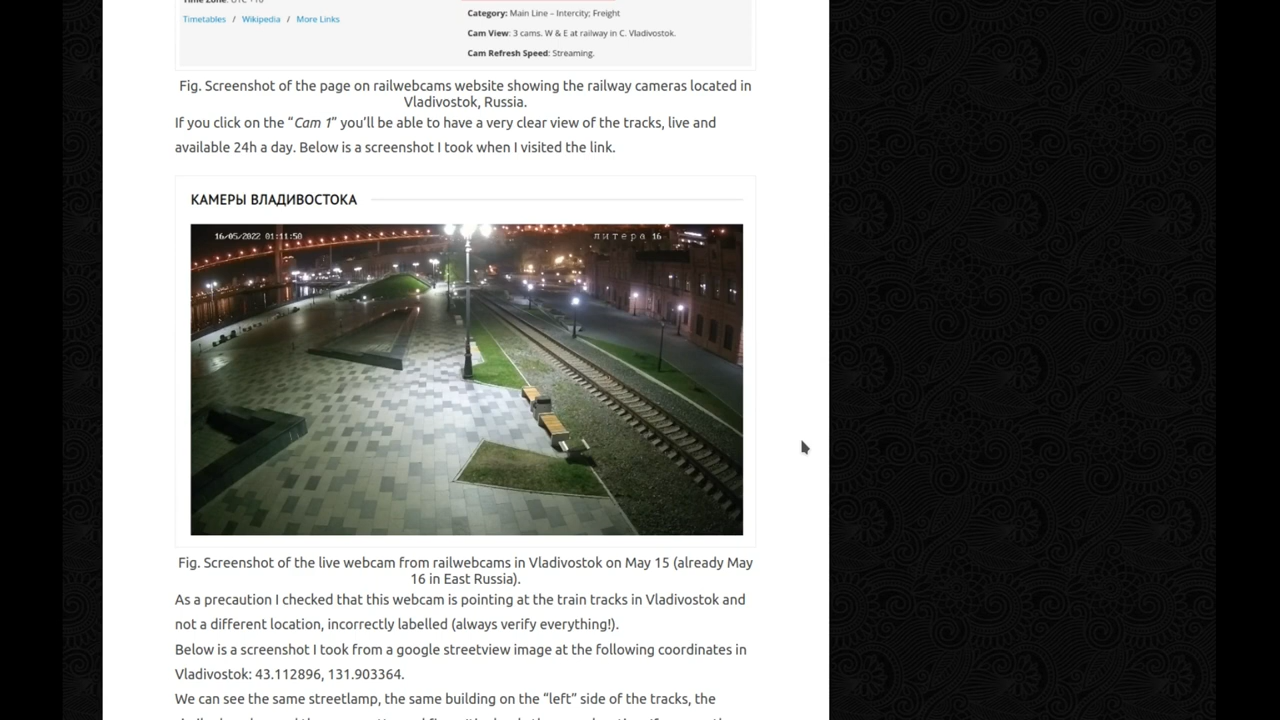 Timetables / Wikipedia / More Links
Category: Main Line – Intercity; Freight
Cam View: 3 cams. W & E at railway in C. Vladivostok.
Cam Refresh Speed: Streaming.
Fig. Screenshot of the page on railwebcams website showing the railway cameras located in
Vladivostok, Russia.
If you click on the “Cam 1” you’ll be able to have a very clear view of the tracks, live and
available 24h a day. Below is a screenshot I took when I visited the link.
КАМЕРЫ ВЛАДИВОСТОКА
16/05/2022 01:11:50
питера 16
Fig. Screenshot of the live webcam from railwebcams in Vladivostok on May 15 (already May
16 in East Russia).
As a precaution I checked that this webcam is pointing at the train tracks in Vladivostok and
not a different location, incorrectly labelled (always verify everything!).
Below is a screenshot I took from a google streetview image at the following coordinates in
Vladivostok: 43.112896, 131.903364.
We can see the same streetlamp, the same building on the “left” side of the tracks, the